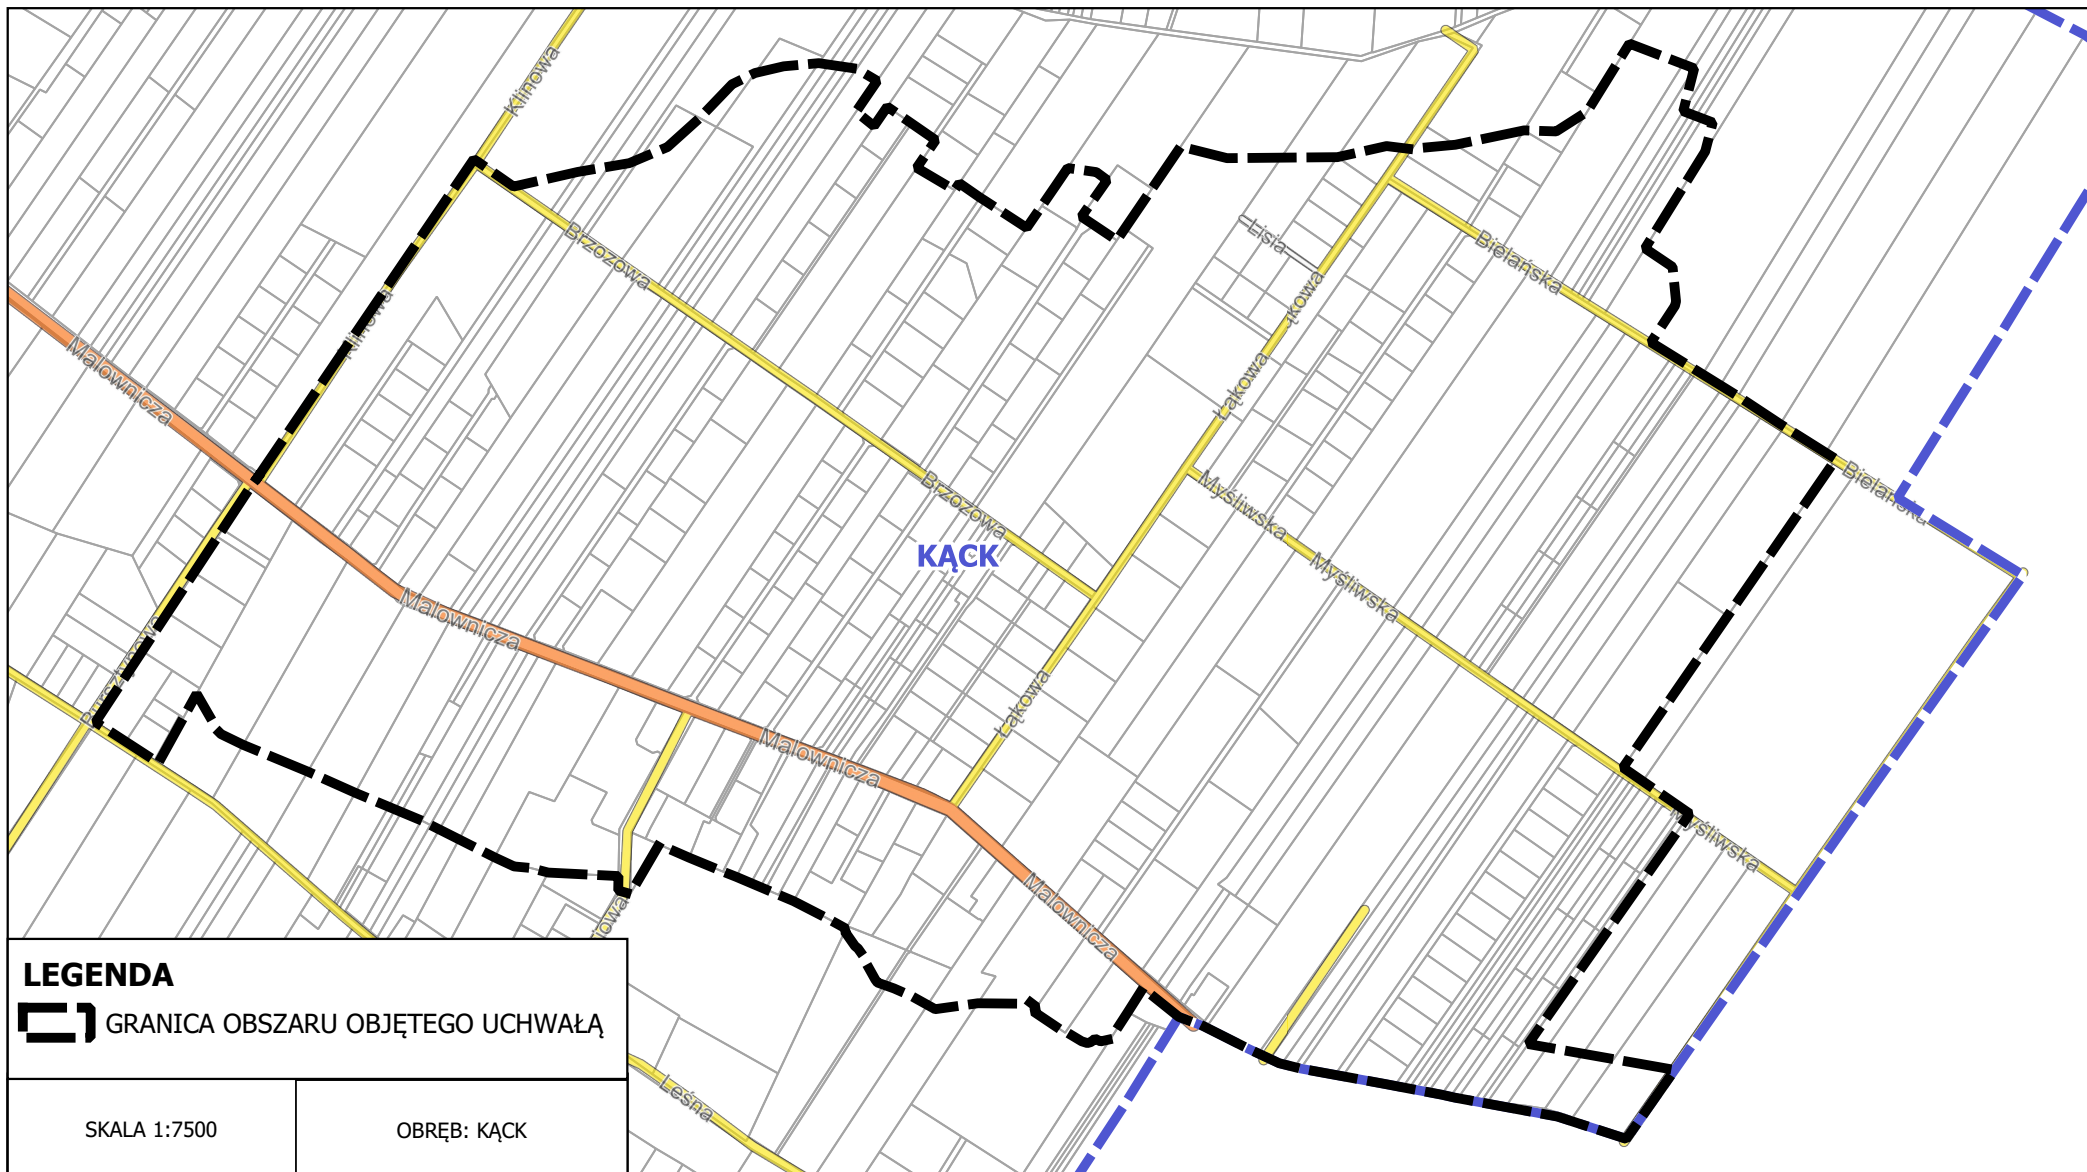 Klinowa
Brzozowa
Lisia
Bielańska
Klinowa
Łąkowa
Malownicza
Łąkowa
Bielańska
Brzozowa
Myśliwska
KĄCK
Myśliwska
Malownicza
Łąkowa
Malownicza
Myśliwska
Malownicza
LEGENDA
GRANICA OBSZARU OBJĘTEGO UCHWAŁĄ
Leśna
SKALA 1:7500
OBRĘB: KĄCK